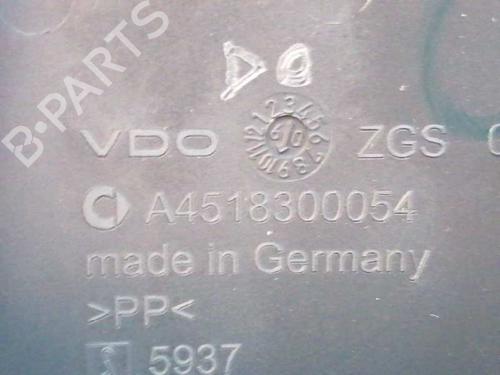 B-PARTS
VDO ZGS
A4518300054
made in Germany
>PP<
5937